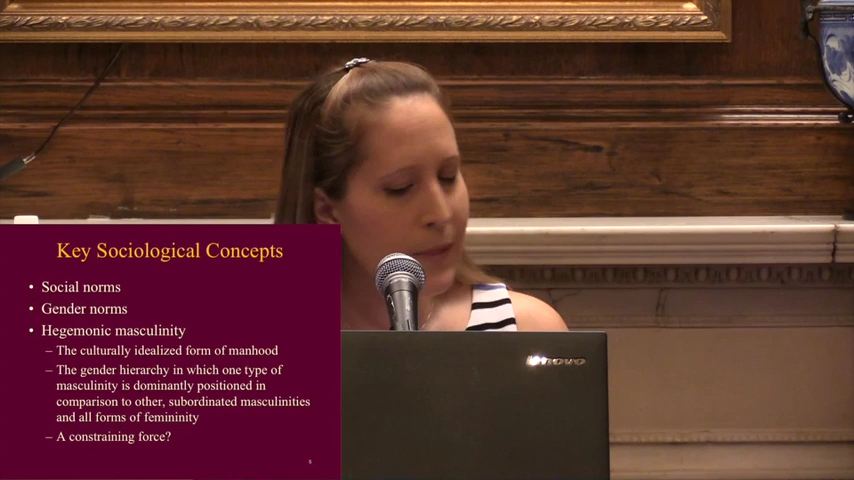 Key Sociological Concepts
• Social norms
• Gender norms
• Hegemonic masculinity
– The culturally idealized form of manhood
– The gender hierarchy in which one type of
masculinity is dominantly positioned in
comparison to other, subordinated masculinities
and all forms of femininity
– A constraining force?
5
lenovo